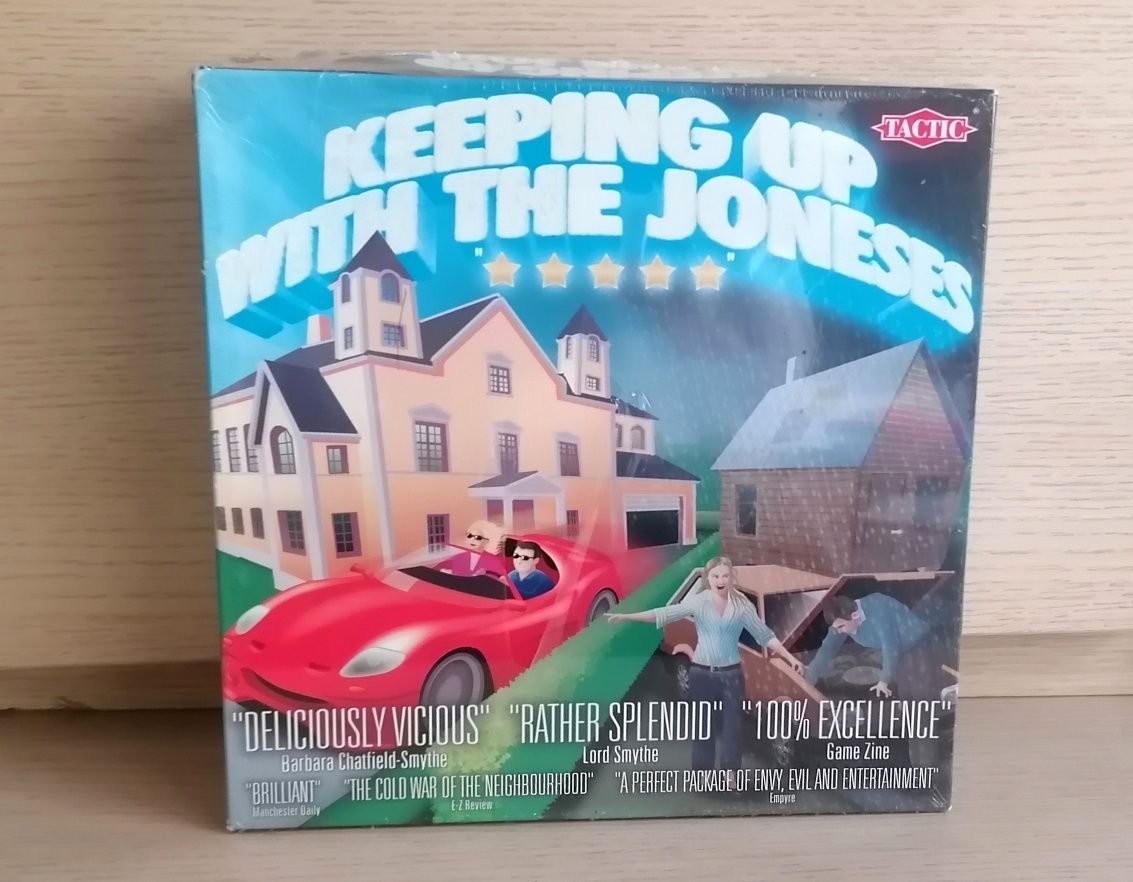 TACTIC
KEEPING UP
WITH THE JONESES
"★★★★★"
"DELICIOUSLY VICIOUS"
Barbara Chatfield-Smythe
"RATHER SPLENDID"
Lord Smythe
"100% EXCELLENCE"
Game Zine
"BRILLIANT"
Manchester Daily
"THE COLD WAR OF THE NEIGHBOURHOOD"
E-Z Review
"A PERFECT PACKAGE OF ENVY, EVIL AND ENTERTAINMENT"
Empyre